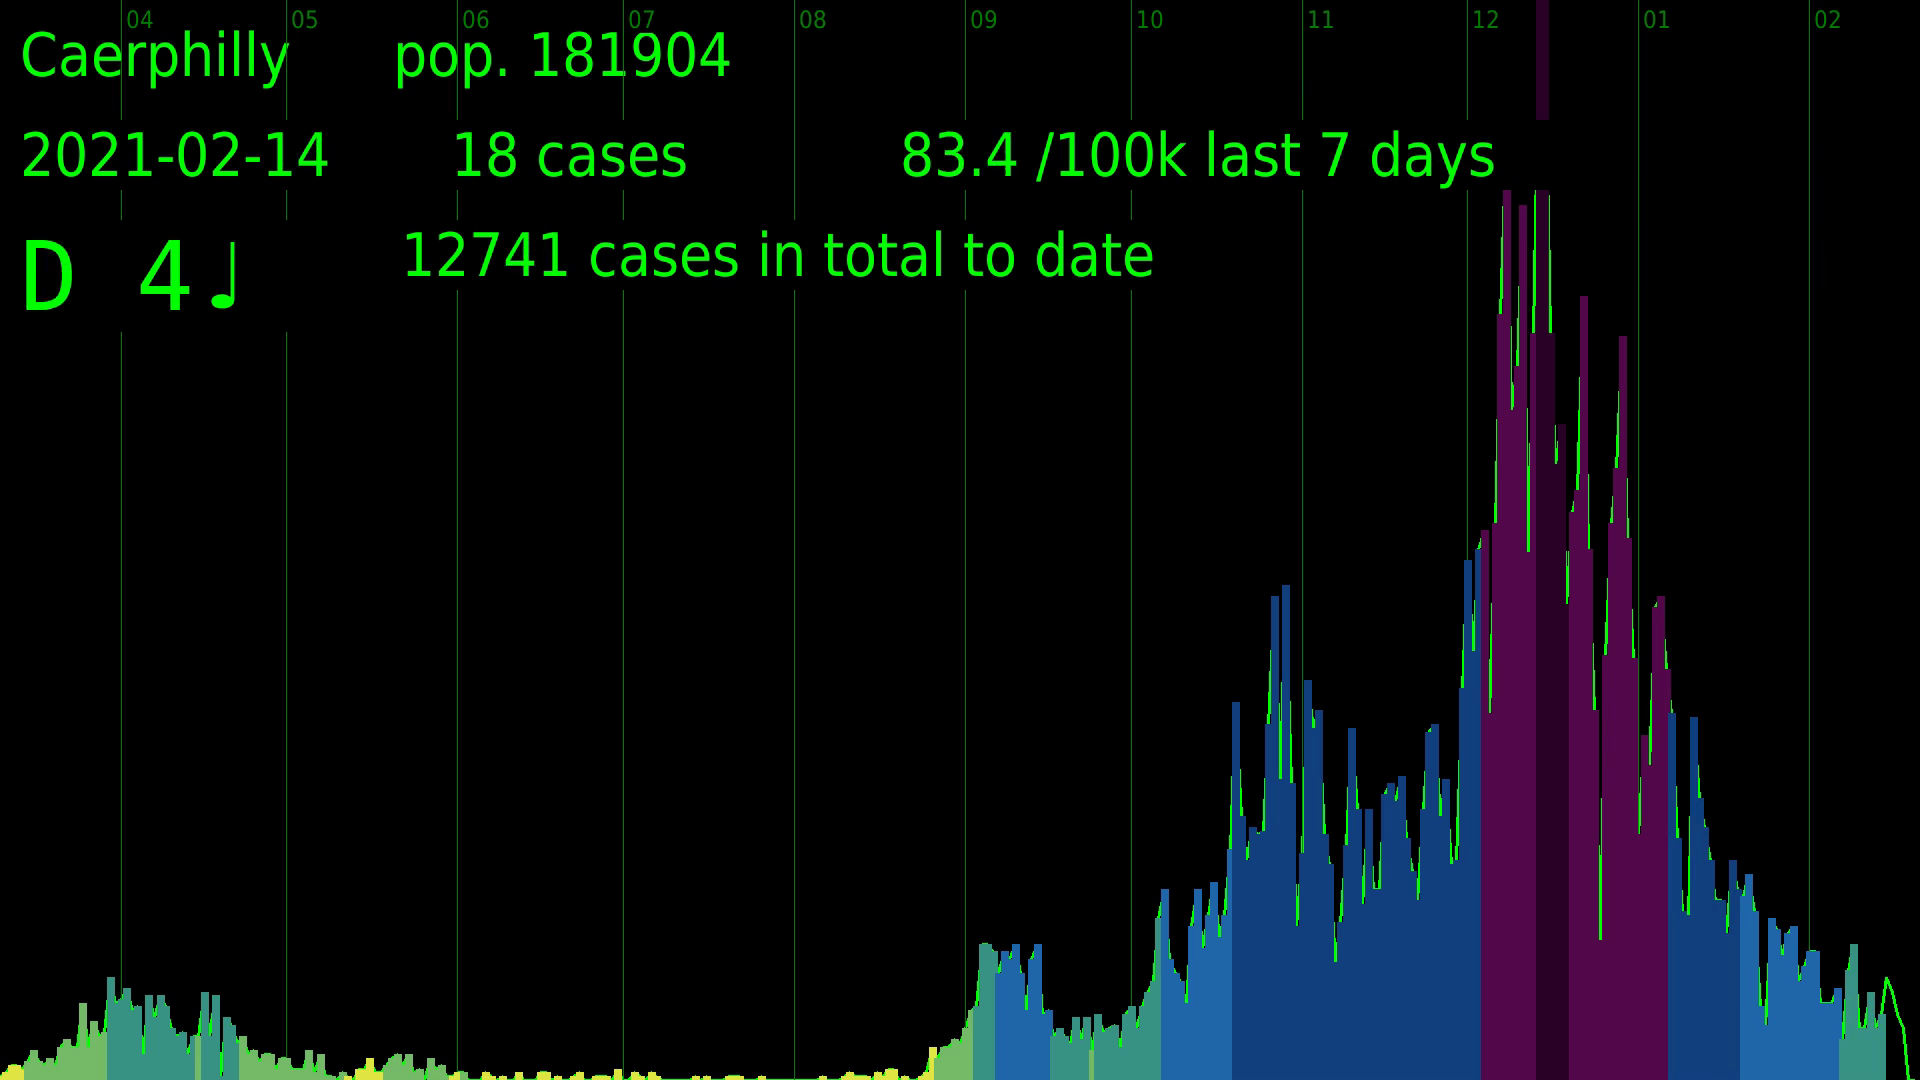 04 05 06 07 08 09 10 11 12 01 02
Caerphilly pop. 181904
2021-02-14 18 cases 83.4 /100k last 7 days
D 4♩ 12741 cases in total to date